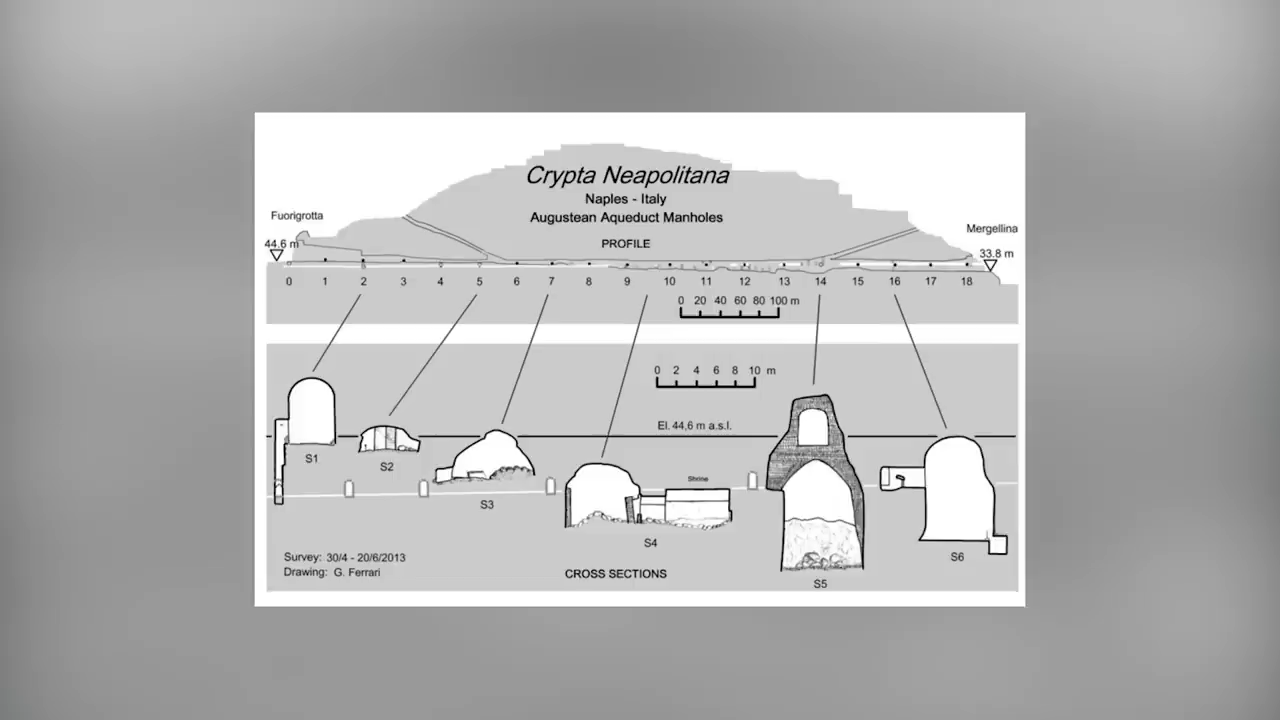 Crypta Neapolitana
Naples - Italy
Augustean Aqueduct Manholes
PROFILE
Fuorigrotta
44.6 m
Mergellina
33.8 m
0 1 2 3 4 5 6 7 8 9 10 11 12 13 14 15 16 17 18
0 20 40 60 80 100 m
0 2 4 6 8 10 m
El. 44,6 m a.s.l.
S1
S2
S3
Shrine
S4
S5
S6
Survey: 30/4 - 20/6/2013
Drawing: G. Ferrari
CROSS SECTIONS